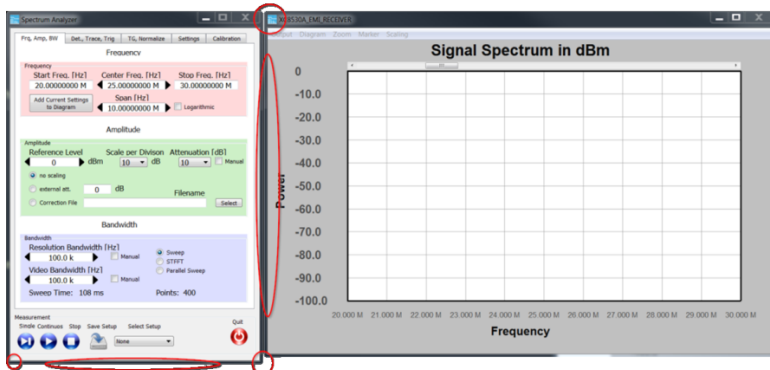 Spectrum Analyzer
Frq, Amp, BW
Det., Trace, Trig
TG, Normalize
Settings
Calibration
Frequency
Frequency
Start Freq. [Hz]
Center Freq. [Hz]
Stop Freq. [Hz]
20.00000000 M
25.00000000 M
30.00000000 M
Add Current Settings
to Diagram
Span [Hz]
10.00000000 M
Logarithmic
Amplitude
Amplitude
Reference Level
Scale per Divison
Attenuation [dB]
0
dBm
10
dB
10
Manual
no scaling
external att.
0
dB
Filename
Correction File
Select
Bandwidth
Bandwidth
Resolution Bandwidth [Hz]
100.0 k
Manual
Sweep
STFFT
Parallel Sweep
Video Bandwidth [Hz]
100.0 k
Manual
Sweep Time: 108 ms
Points: 400
Measurement
Single Continues Stop Save Setup Select Setup
Quit
None
8530A_EMI_RECEIVER
Diagram Zoom Marker Scaling
Signal Spectrum in dBm
0
-10.0
-20.0
-30.0
-40.0
-50.0
-60.0
-70.0
-80.0
-90.0
-100.0
Power
20.000 M 21.000 M 22.000 M 23.000 M 24.000 M 25.000 M 26.000 M 27.000 M 28.000 M 29.000 M 30.000 M
Frequency